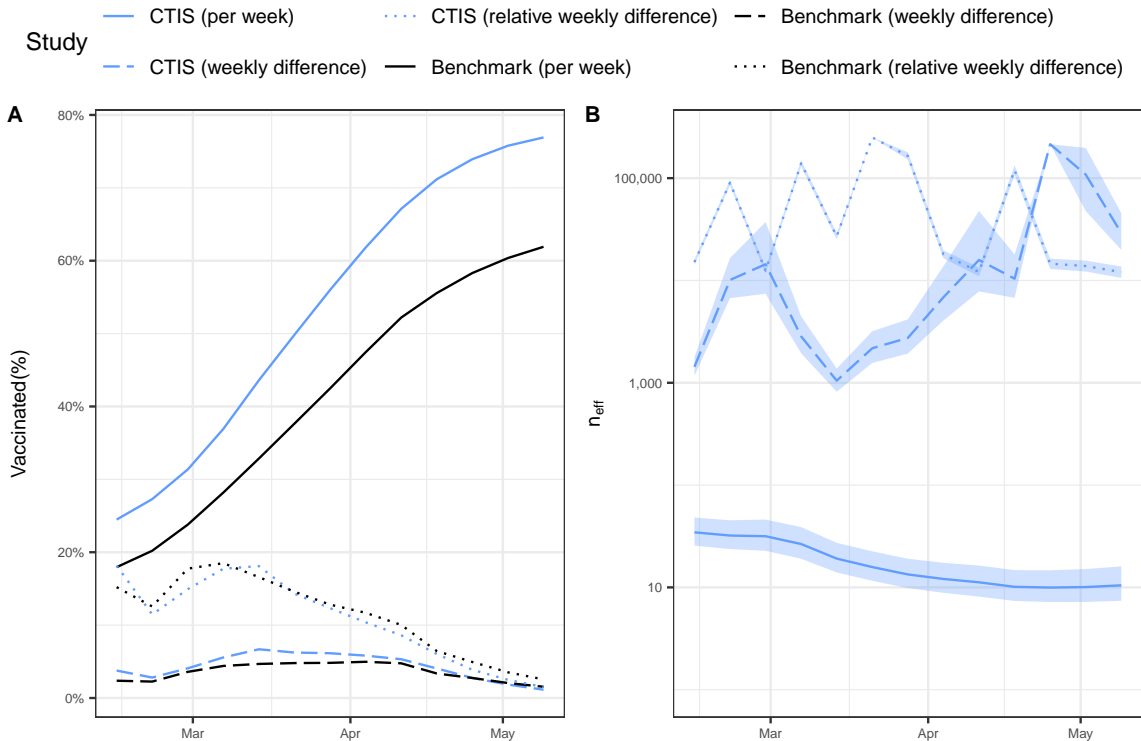 Study
CTIS (per week)
CTIS (relative weekly difference)
Benchmark (weekly difference)
CTIS (weekly difference)
Benchmark (per week)
Benchmark (relative weekly difference)
A
B
80%
60%
40%
20%
0%
Vaccinated(%)
Mar
Apr
May
100,000
1,000
10
neff
Mar
Apr
May